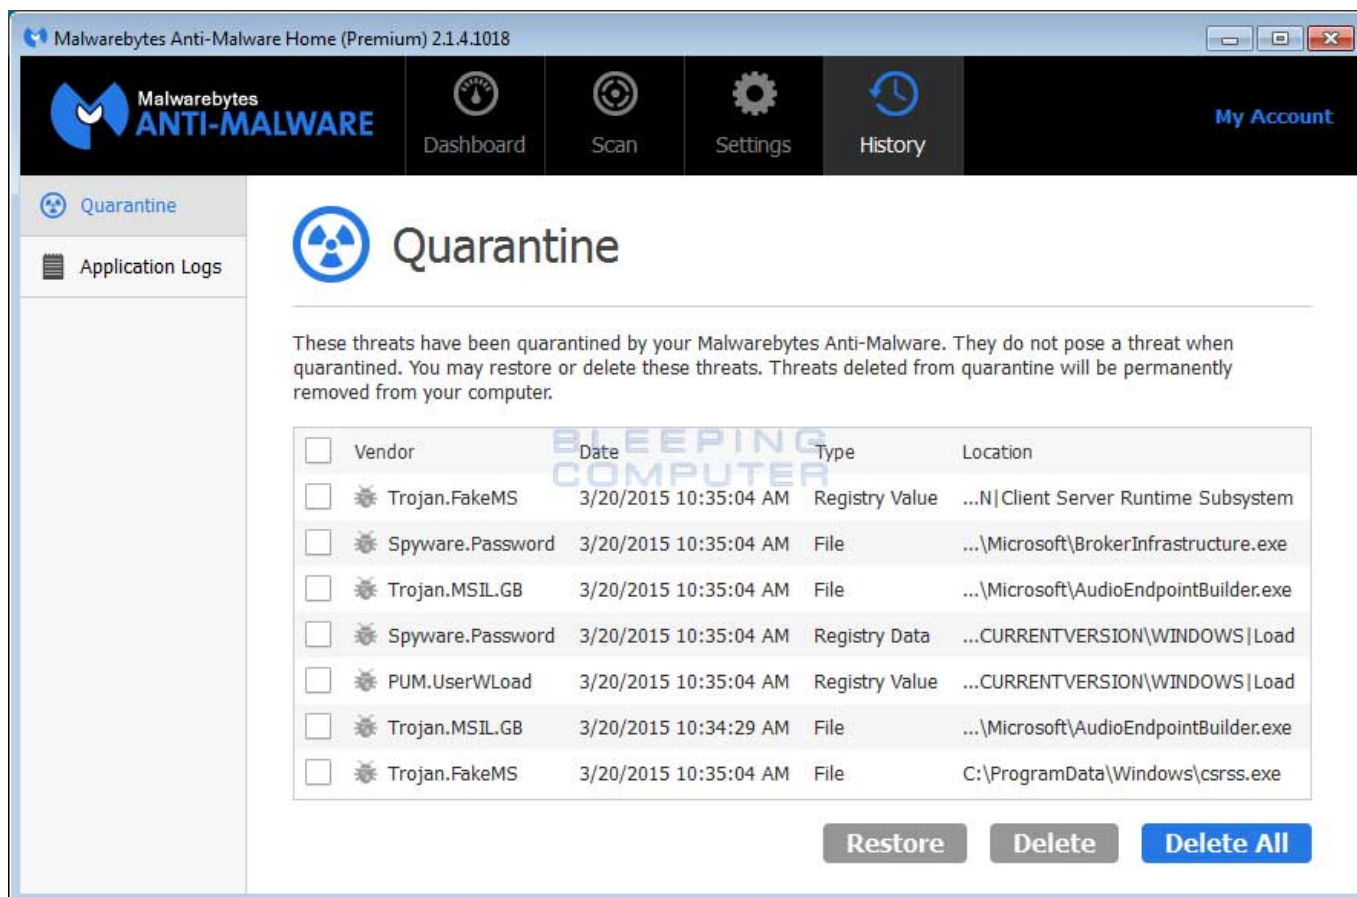 Malwarebytes Anti-Malware Home (Premium) 2.1.4.1018
Malwarebytes
ANTI-MALWARE
Dashboard
Scan
Settings
History
My Account
Quarantine
Application Logs
Quarantine
These threats have been quarantined by your Malwarebytes Anti-Malware. They do not pose a threat when
quarantined. You may restore or delete these threats. Threats deleted from quarantine will be permanently
removed from your computer.
BLEEPING
COMPUTER
Vendor Date Type Location
Trojan.FakeMS 3/20/2015 10:35:04 AM Registry Value ...N|Client Server Runtime Subsystem
Spyware.Password 3/20/2015 10:35:04 AM File ...\Microsoft\BrokerInfrastructure.exe
Trojan.MSIL.GB 3/20/2015 10:35:04 AM File ...\Microsoft\AudioEndpointBuilder.exe
Spyware.Password 3/20/2015 10:35:04 AM Registry Data ...CURRENTVERSION\WINDOWS|Load
PUM.UserWLoad 3/20/2015 10:35:04 AM Registry Value ...CURRENTVERSION\WINDOWS|Load
Trojan.MSIL.GB 3/20/2015 10:34:29 AM File ...\Microsoft\AudioEndpointBuilder.exe
Trojan.FakeMS 3/20/2015 10:35:04 AM File C:\ProgramData\Windows\csrss.exe
Restore Delete Delete All